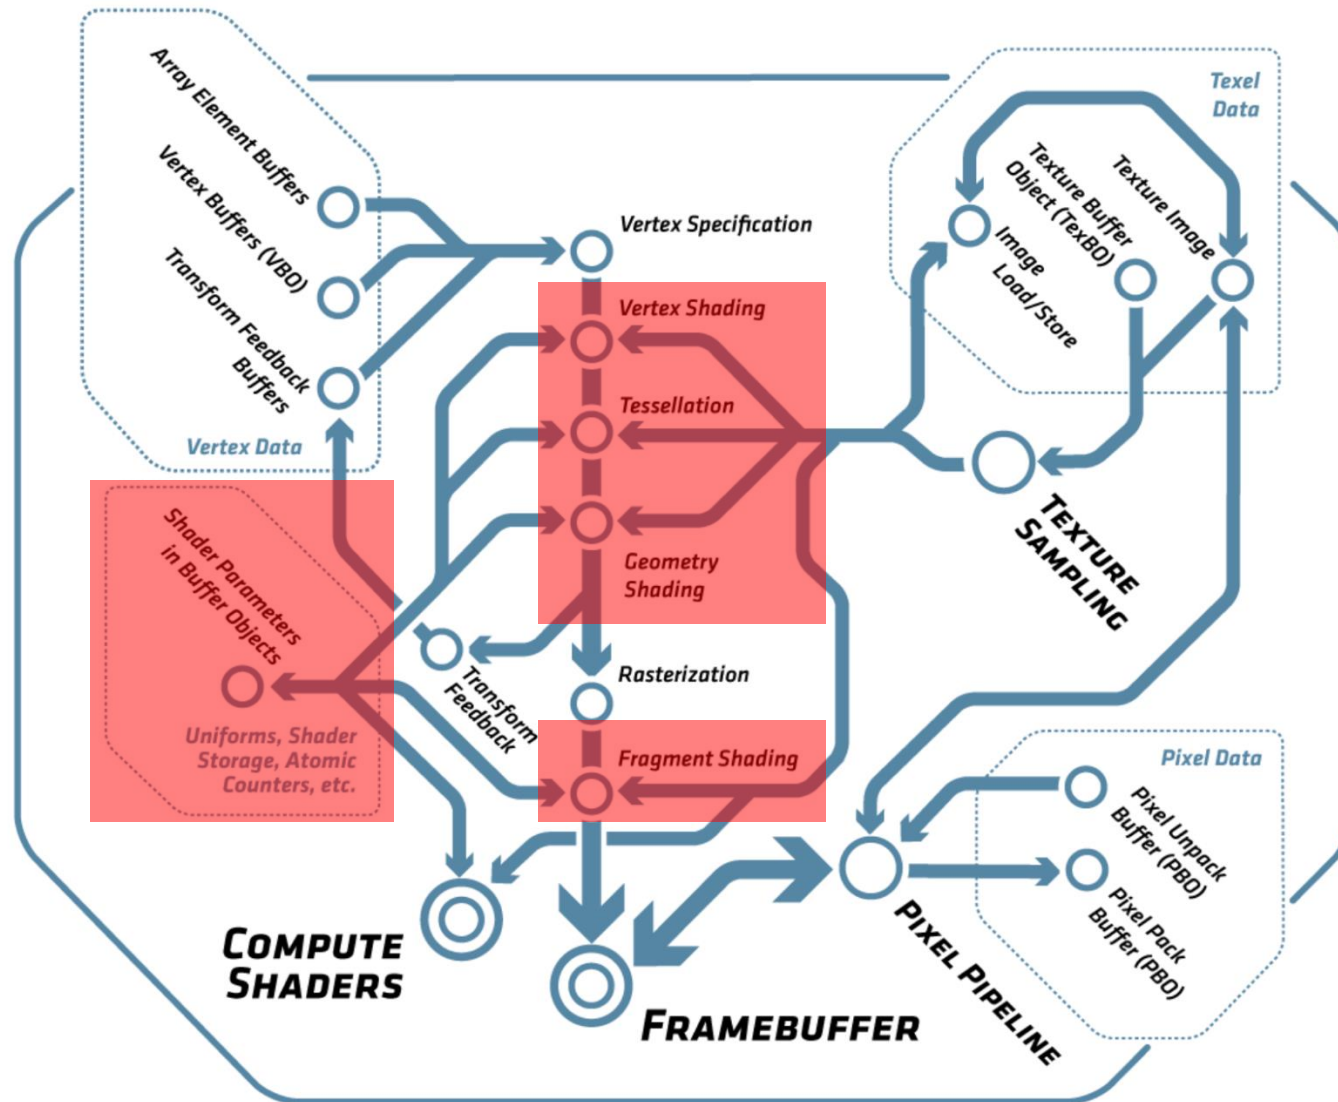 Array Element Buffers
Vertex Buffers (VBO)
Transform Feedback
Buffers
Vertex Data
Vertex Specification
Vertex Shading
Tessellation
Geometry
Shading
Rasterization
Fragment Shading
Transform
Feedback
Shader Parameters
in Buffer Objects
Uniforms, Shader
Storage, Atomic
Counters, etc.
Texel
Data
Texture Image
Texture Buffer
Object (TexBO)
Image
Load/Store
TEXTURE
SAMPLING
Pixel Data
Pixel Unpack
Buffer (PBO)
Pixel Pack
Buffer (PBO)
PIXEL PIPELINE
COMPUTE
SHADERS
FRAMEBUFFER